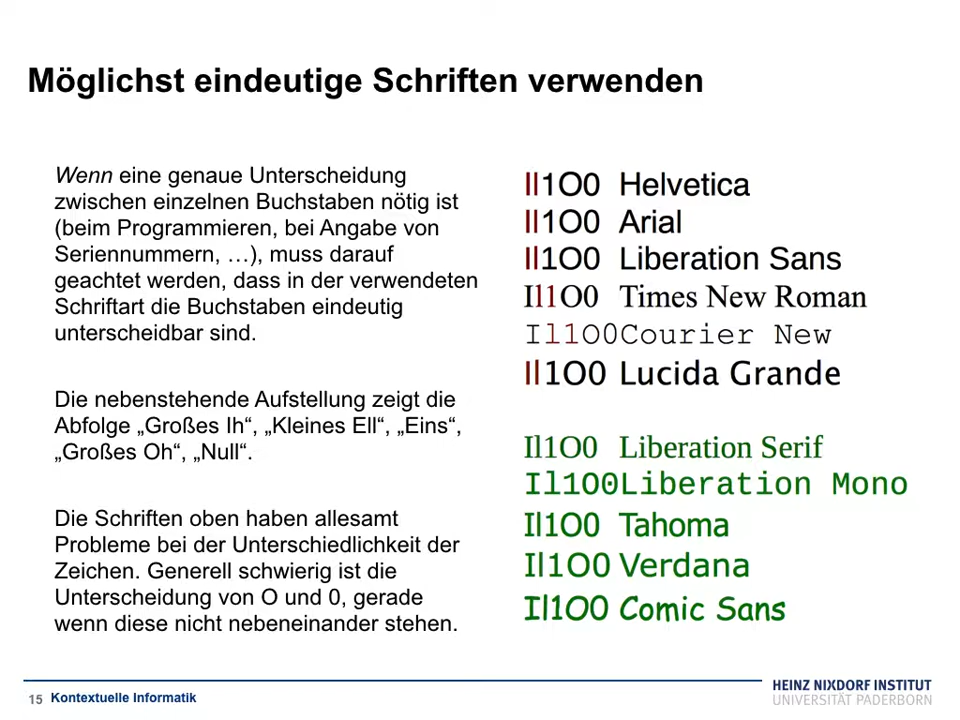 Möglichst eindeutige Schriften verwenden
Wenn eine genaue Unterscheidung
zwischen einzelnen Buchstaben nötig ist
(beim Programmieren, bei Angabe von
Seriennummern, …), muss darauf
geachtet werden, dass in der verwendeten
Schriftart die Buchstaben eindeutig
unterscheidbar sind.
Die nebenstehende Aufstellung zeigt die
Abfolge „Großes Ih“, „Kleines Ell“, „Eins“,
„Großes Oh“, „Null“.
Die Schriften oben haben allesamt
Probleme bei der Unterschiedlichkeit der
Zeichen. Generell schwierig ist die
Unterscheidung von O und 0, gerade
wenn diese nicht nebeneinander stehen.
Il1O0 Helvetica
Il1O0 Arial
Il1O0 Liberation Sans
Il1O0 Times New Roman
Il1O0Courier New
Il1O0 Lucida Grande
Il1O0 Liberation Serif
Il1O0Liberation Mono
Il1O0 Tahoma
Il1O0 Verdana
Il1O0 Comic Sans
15 Kontextuelle Informatik
HEINZ NIXDORF INSTITUT
UNIVERSITÄT PADERBORN